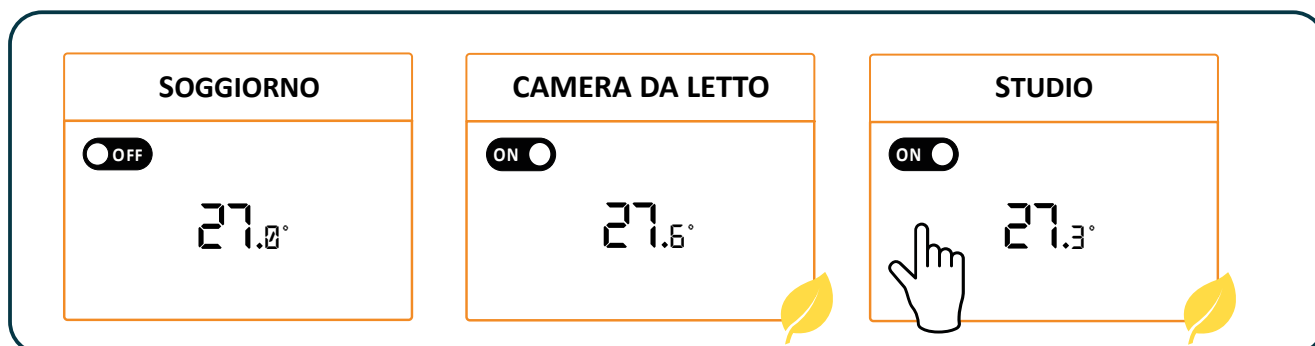 SOGGIORNO
OFF
27.0°
CAMERA DA LETTO
ON
27.6°
STUDIO
ON
27.3°